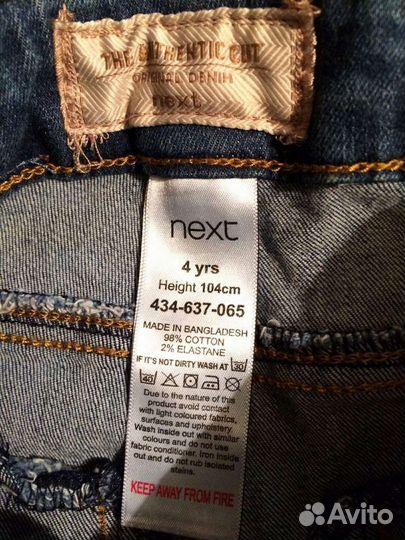 THE AUTHENTIC CUT
ORIGINAL DENIM
next
next
4 yrs
Height 104cm
434-637-065
MADE IN BANGLADESH
98% COTTON
2% ELASTANE
IF IT'S NOT DIRTY WASH AT 30
40
Due to the nature of this
product avoid contact
with light coloured fabrics,
surfaces and upholstery.
Wash inside out with similar
colours and do not use
fabric conditioner. Iron inside
out and do not rub isolated
stains.
KEEP AWAY FROM FIRE
Avito